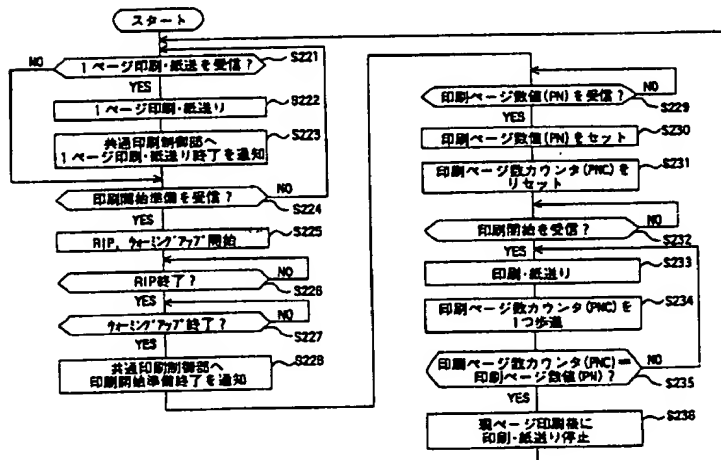 スタート
1ページ印刷・紙送を受信?
S221
NO
YES
1ページ印刷・紙送り
S222
共通印刷制御部へ
1ページ印刷・紙送り終了を通知
S223
印刷開始準備を受信?
NO
S224
YES
RIP, ウォーミングアップ開始
S225
RIP終了?
NO
S226
YES
ウォーミングアップ終了?
NO
S227
YES
共通印刷制御部へ
印刷開始準備終了を通知
S228
印刷ページ数値(PN)を受信?
NO
S229
YES
印刷ページ数値(PN)をセット
S230
印刷ページ数カウンタ(PNC)を
リセット
S231
印刷開始を受信?
NO
S232
YES
印刷・紙送り
S233
印刷ページ数カウンタ(PNC)を
1つ歩進
S234
印刷ページ数カウンタ(PNC)==
印刷ページ数値(PN)?
NO
S235
YES
現ページ印刷後に
印刷・紙送り停止
S236